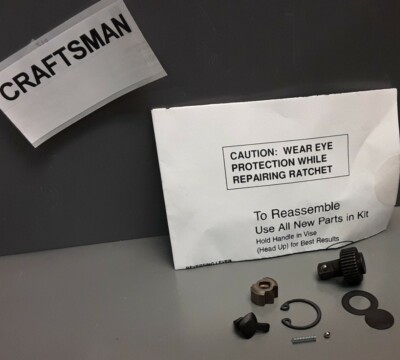 CRAFTSMAN
CAUTION: WEAR EYE
PROTECTION WHILE
REPAIRING RATCHET
To Reassemble
Use All New Parts in Kit
Hold Handle in Vise
(Head Up) for Best Results